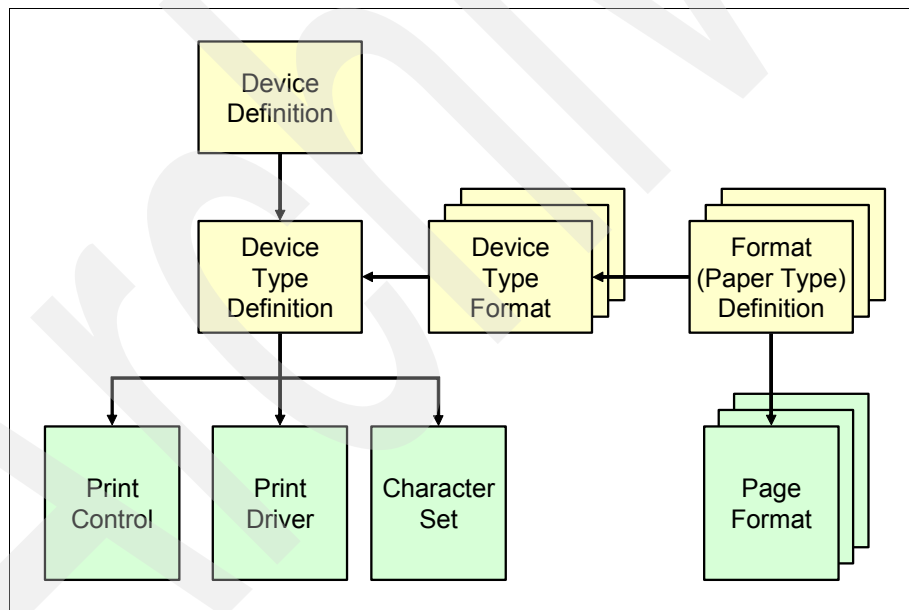 Device
Definition
Device
Type
Definition
Device
Type
Format
Format
(Paper Type)
Definition
Print
Control
Print
Driver
Character
Set
Page
Format